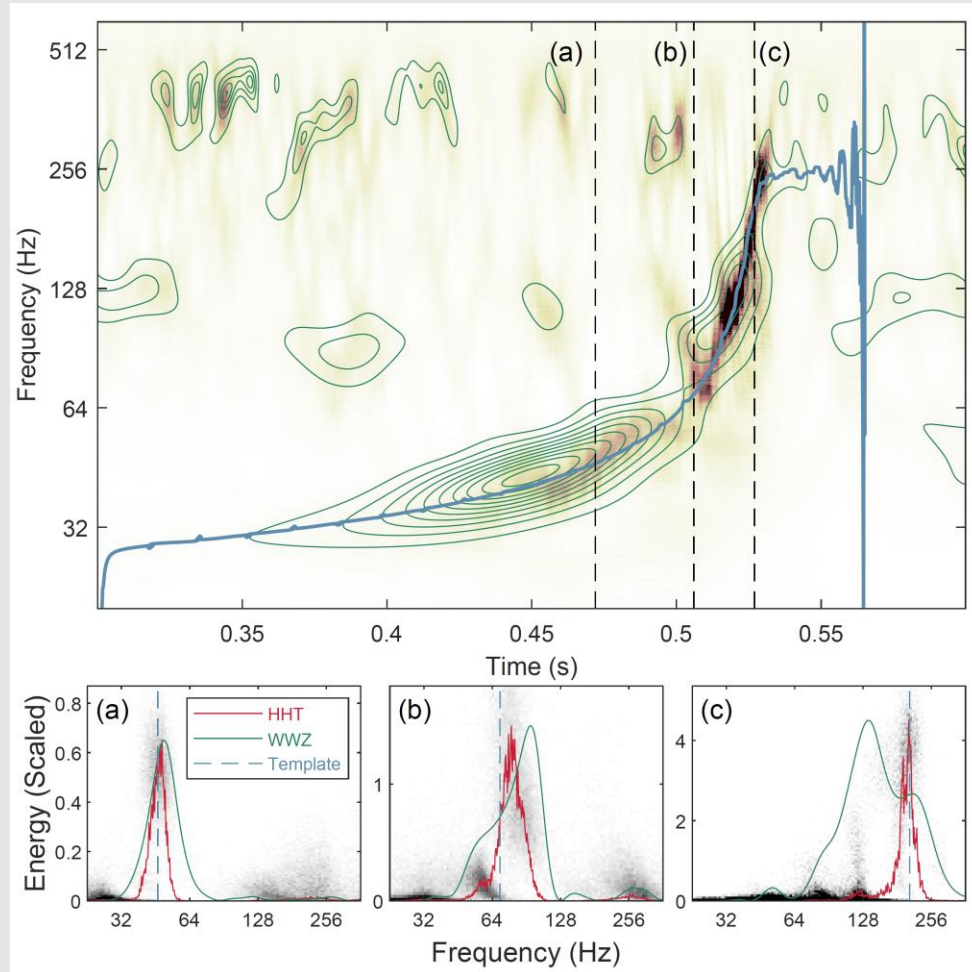 (a) (b) (c)
512
256
128
64
32
Frequency (Hz)
0.35 0.4 0.45 0.5 0.55
Time (s)
(a) (b) (c)
HHT
WWZ
Template
0.8
0.6
0.4
0.2
0
1
0
4
2
0
Energy (Scaled)
32 64 128 256 32 64 128 256 32 64 128 256
Frequency (Hz)